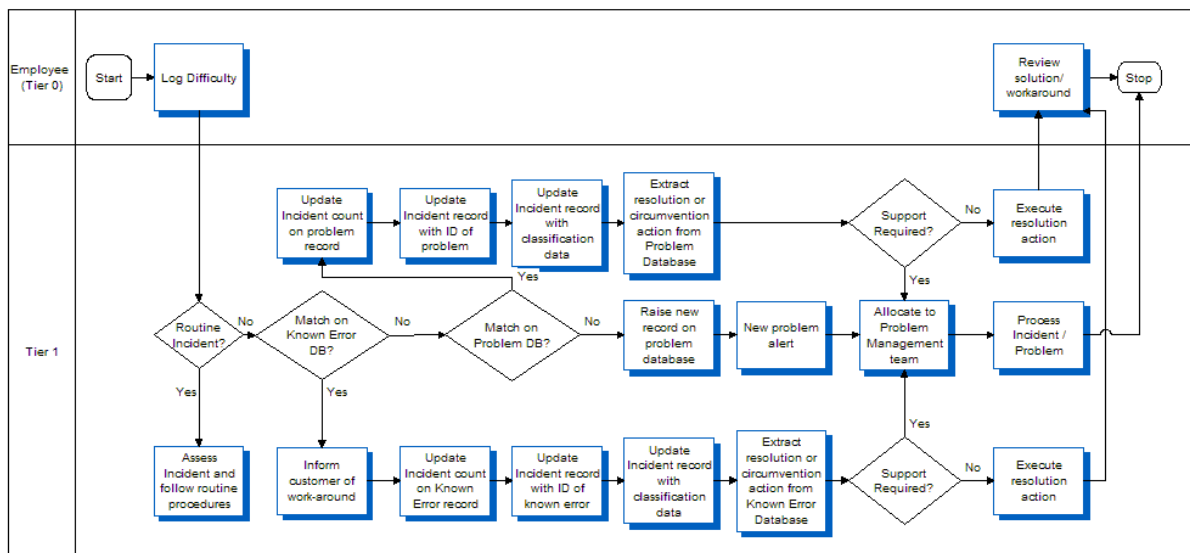 Employee
(Tier 0)
Start
Log Difficulty
Review
solution/
workaround
Stop
Tier 1
Update
Incident count
on problem
record
Update
Incident record
with ID of
problem
Update
Incident record
with
classification
data
Extract
resolution or
circumvention
action from
Problem
Database
Support
Required?
No
Execute
resolution
action
Yes
Yes
Routine
Incident?
No
Match on
Known Error
DB?
No
Match on
Problem DB?
No
Raise new
record on
problem
database
New problem
alert
Allocate to
Problem
Management
team
Process
Incident /
Problem
Yes
Yes
Yes
Assess
Incident and
follow routine
procedures
Inform
customer of
work-around
Update
Incident count
on Known
Error record
Update
Incident record
with ID of
known error
Update
Incident record
with
classification
data
Extract
resolution or
circumvention
action from
Known Error
Database
Support
Required?
No
Execute
resolution
action